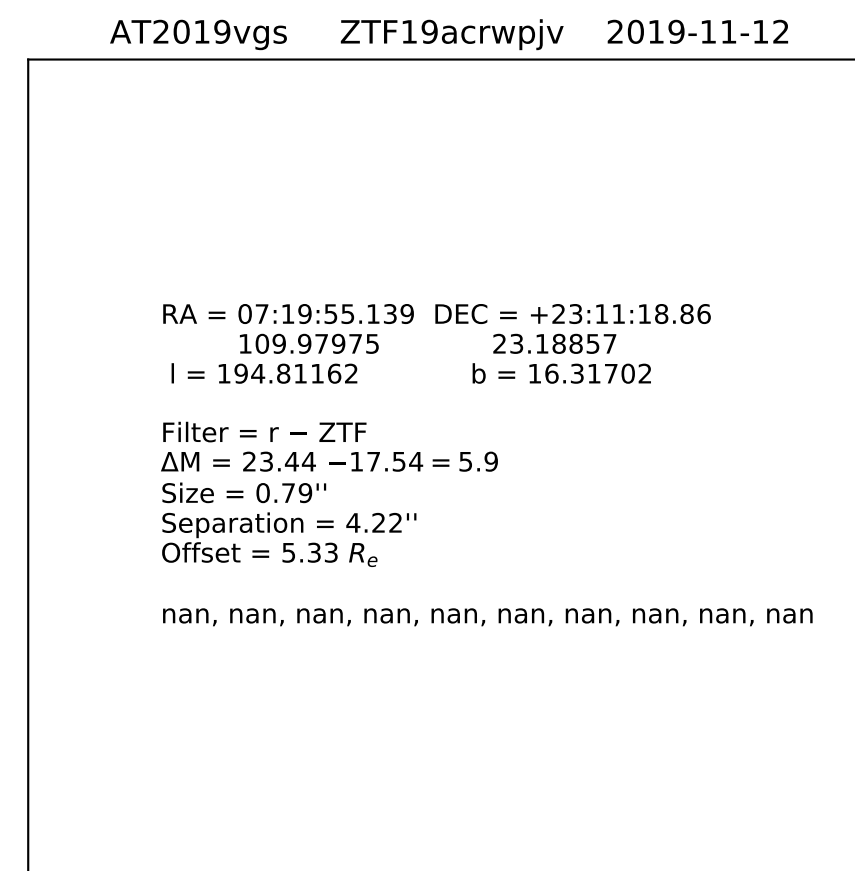 AT2019vgs ZTF19acrwpjv 2019-11-12
RA = 07:19:55.139 DEC = +23:11:18.86
109.97975 23.18857
l = 194.81162 b = 16.31702
Filter = r − ZTF
ΔM = 23.44 −17.54 = 5.9
Size = 0.79''
Separation = 4.22''
Offset = 5.33 Re
nan, nan, nan, nan, nan, nan, nan, nan, nan, nan